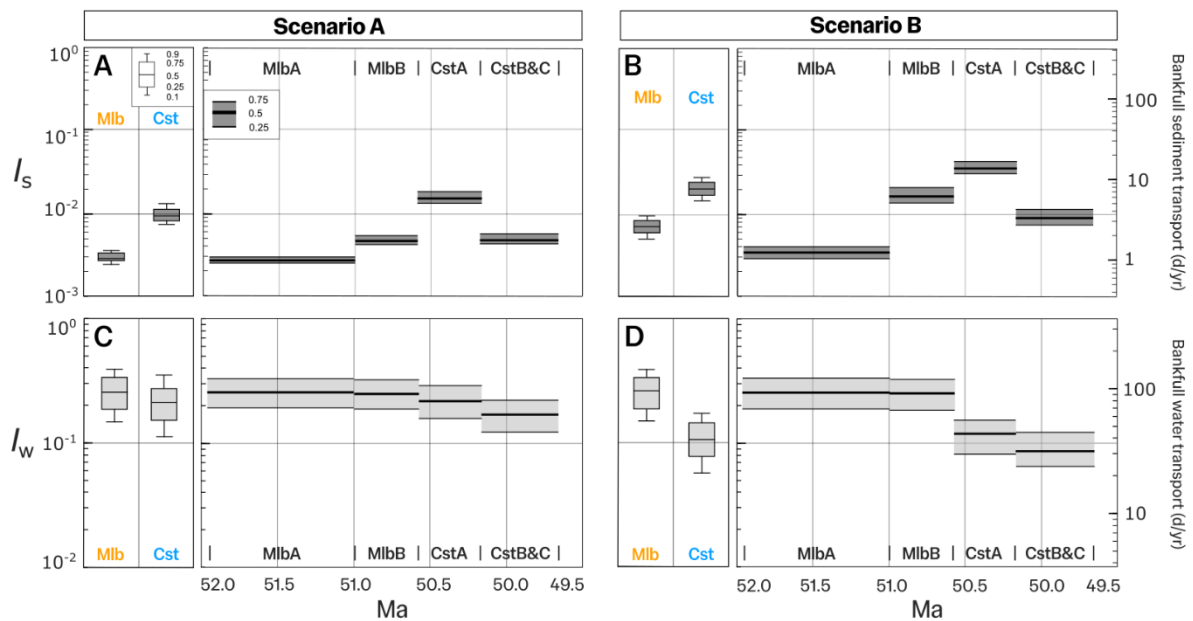 Scenario A
Scenario B
A
0.9
0.75
0.5
0.25
0.1
Mlb
Cst
0.75
0.5
0.25
MlbA
MlbB
CstA
CstB&C
10⁰
10⁻¹
10⁻²
10⁻³
Iₛ
B
Mlb
Cst
MlbA
MlbB
CstA
CstB&C
100
10
1
Bankfull sediment transport (d/yr)
C
Mlb
Cst
MlbA
MlbB
CstA
CstB&C
10⁰
10⁻¹
10⁻²
I_w
52.0
51.5
51.0
50.5
50.0
49.5
Ma
D
Mlb
Cst
MlbA
MlbB
CstA
CstB&C
100
10
Bankfull water transport (d/yr)
52.0
51.5
51.0
50.5
50.0
49.5
Ma